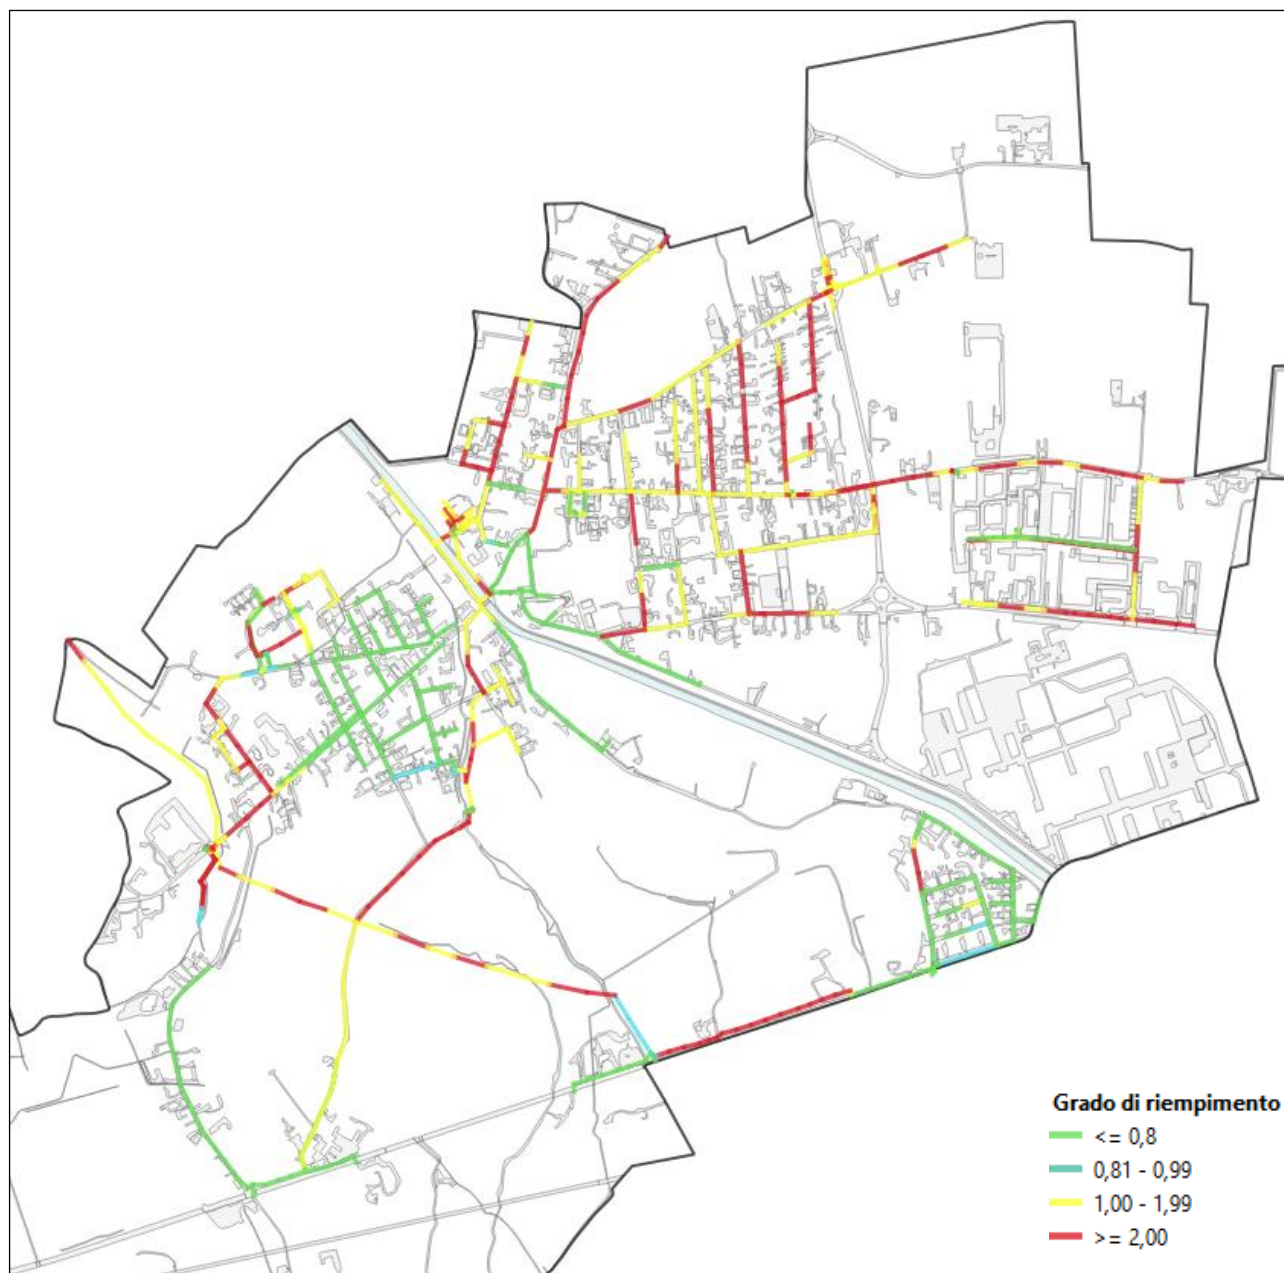 Grado di riempimento
<= 0,8
0,81 - 0,99
1,00 - 1,99
>= 2,00